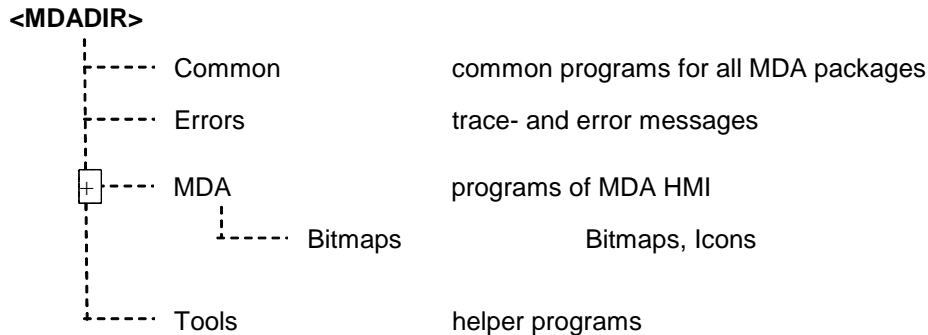 <MDADIR>
Common common programs for all MDA packages
Errors trace- and error messages
+ MDA programs of MDA HMI
Bitmaps Bitmaps, Icons
Tools helper programs